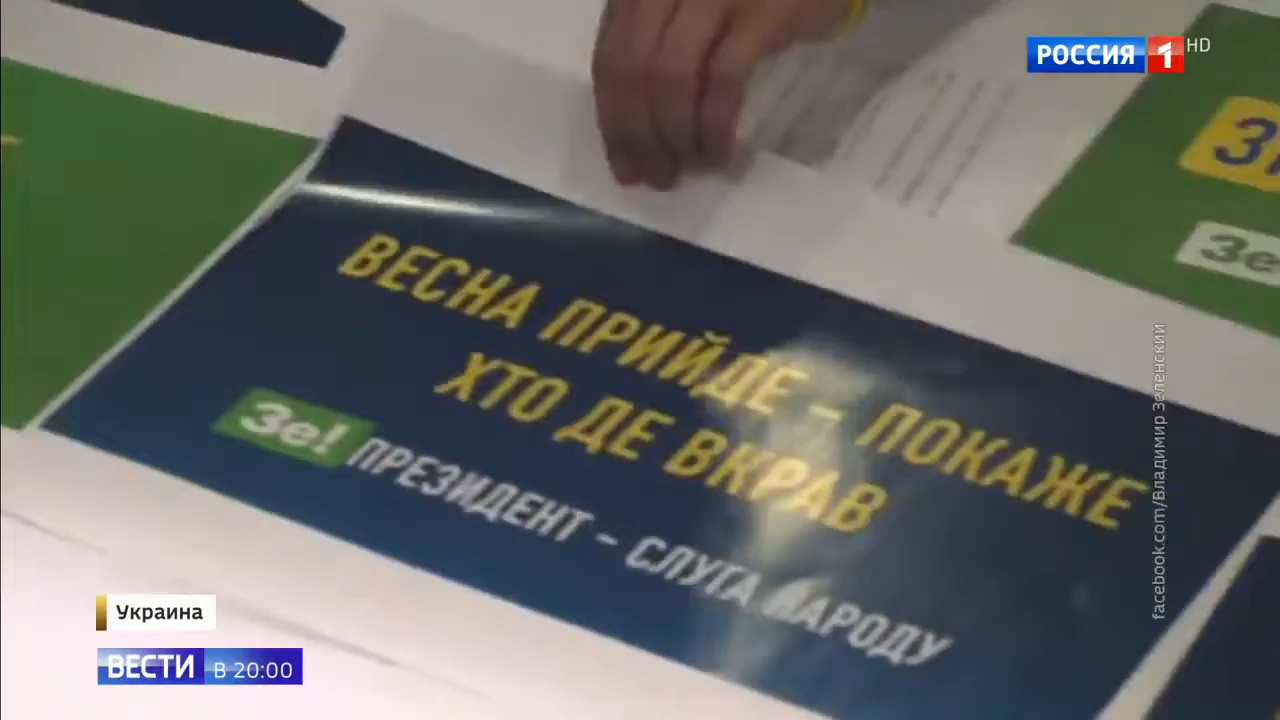 РОССИЯ 1 HD
ВЕСНА ПРИЙДЕ – ПОКАЖЕ
ХТО ДЕ ВКРАВ
Зе! ПРЕЗИДЕНТ – СЛУГА НАРОДУ
Зе
facebook.com/Владимир Зеленский
Украина
ВЕСТИ В 20:00